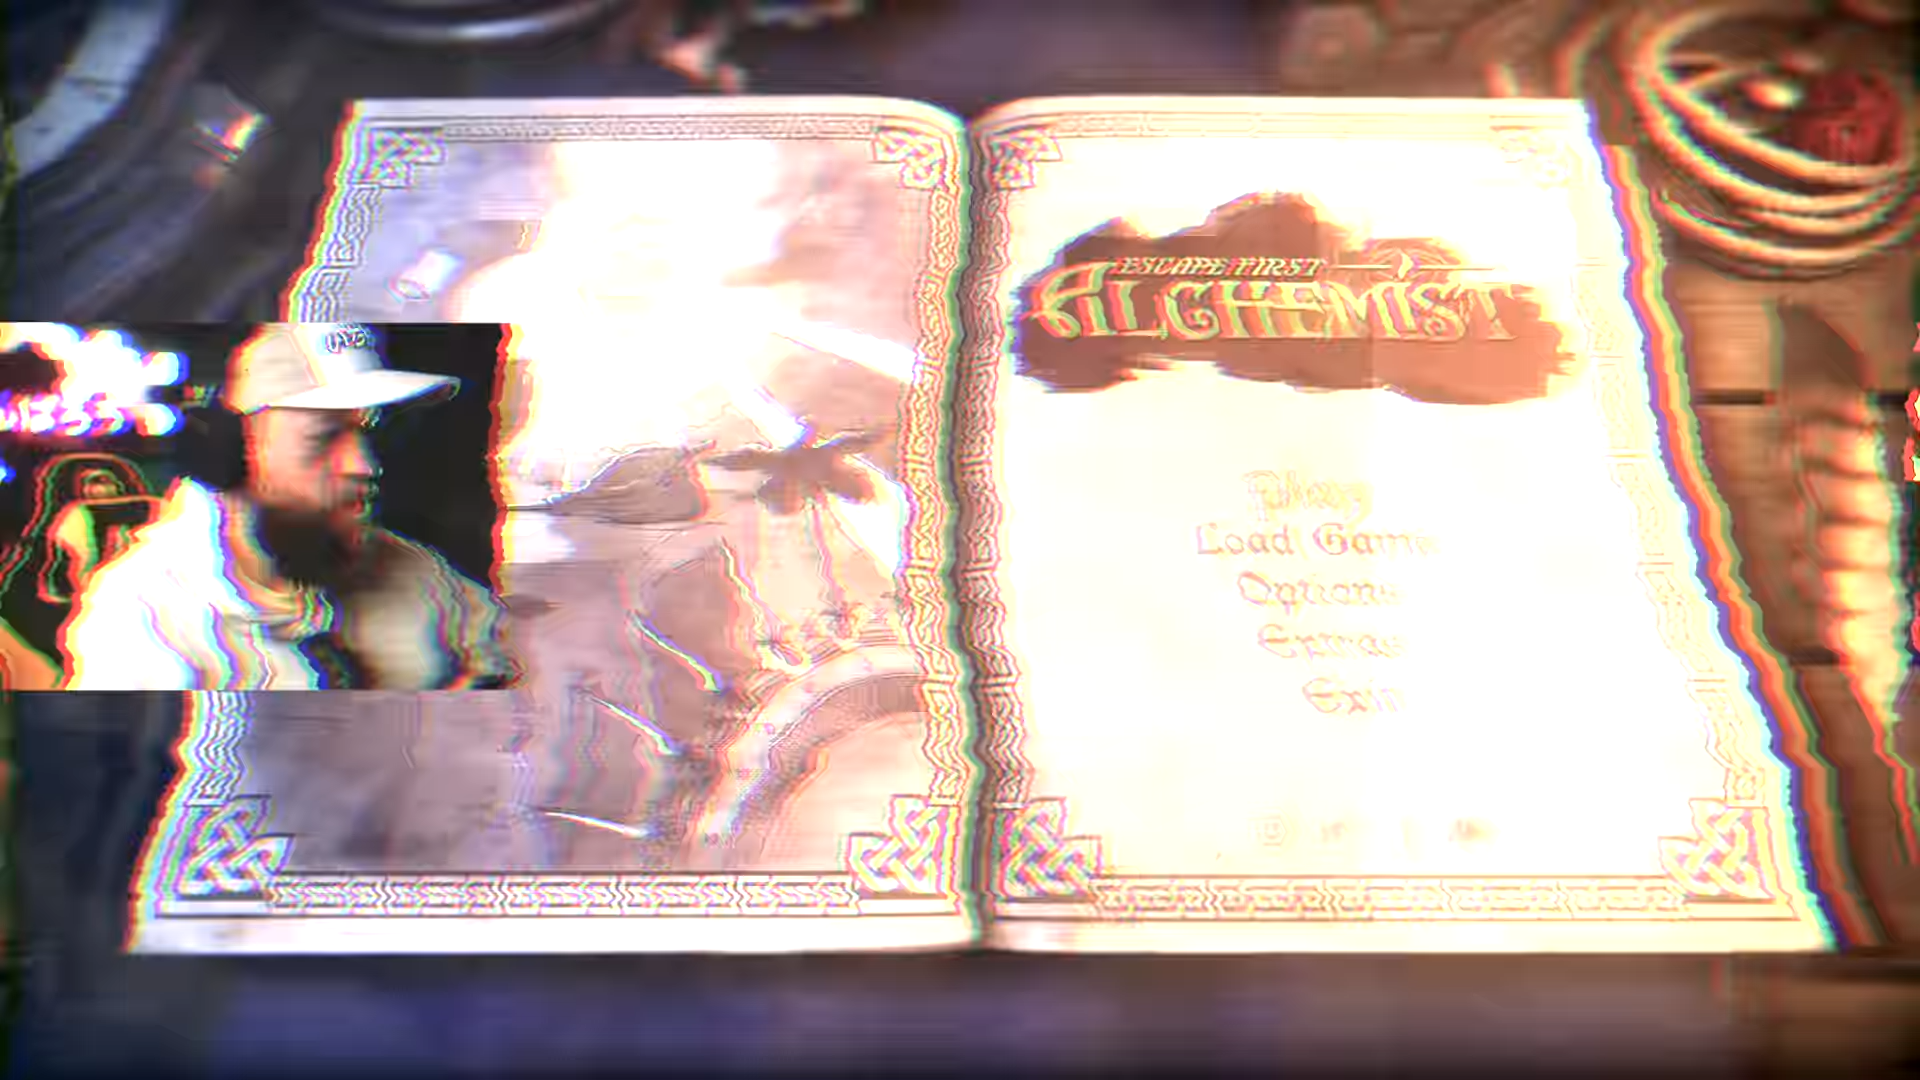 ESCAPE FIRST
ALCHEMIST
Play
Load Game
Options
Extras
Exit